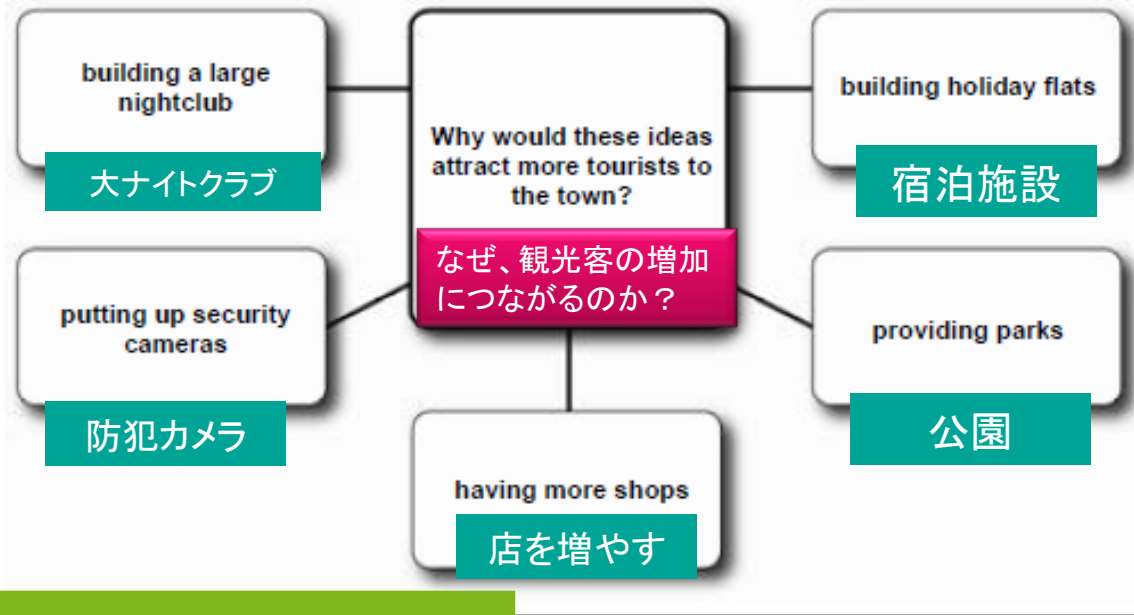 building a large
nightclub
大ナイトクラブ
Why would these ideas
attract more tourists to
the town?
なぜ、観光客の増加
につながるのか？
building holiday flats
宿泊施設
putting up security
cameras
防犯カメラ
providing parks
公園
having more shops
店を増やす